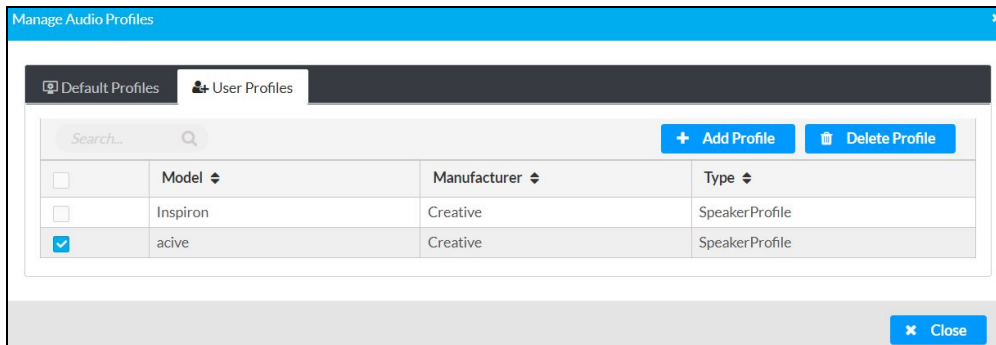 Manage Audio Profiles
Default Profiles User Profiles
Search... Add Profile Delete Profile
Model Manufacturer Type
Inspiron Creative SpeakerProfile
acive Creative SpeakerProfile
Close